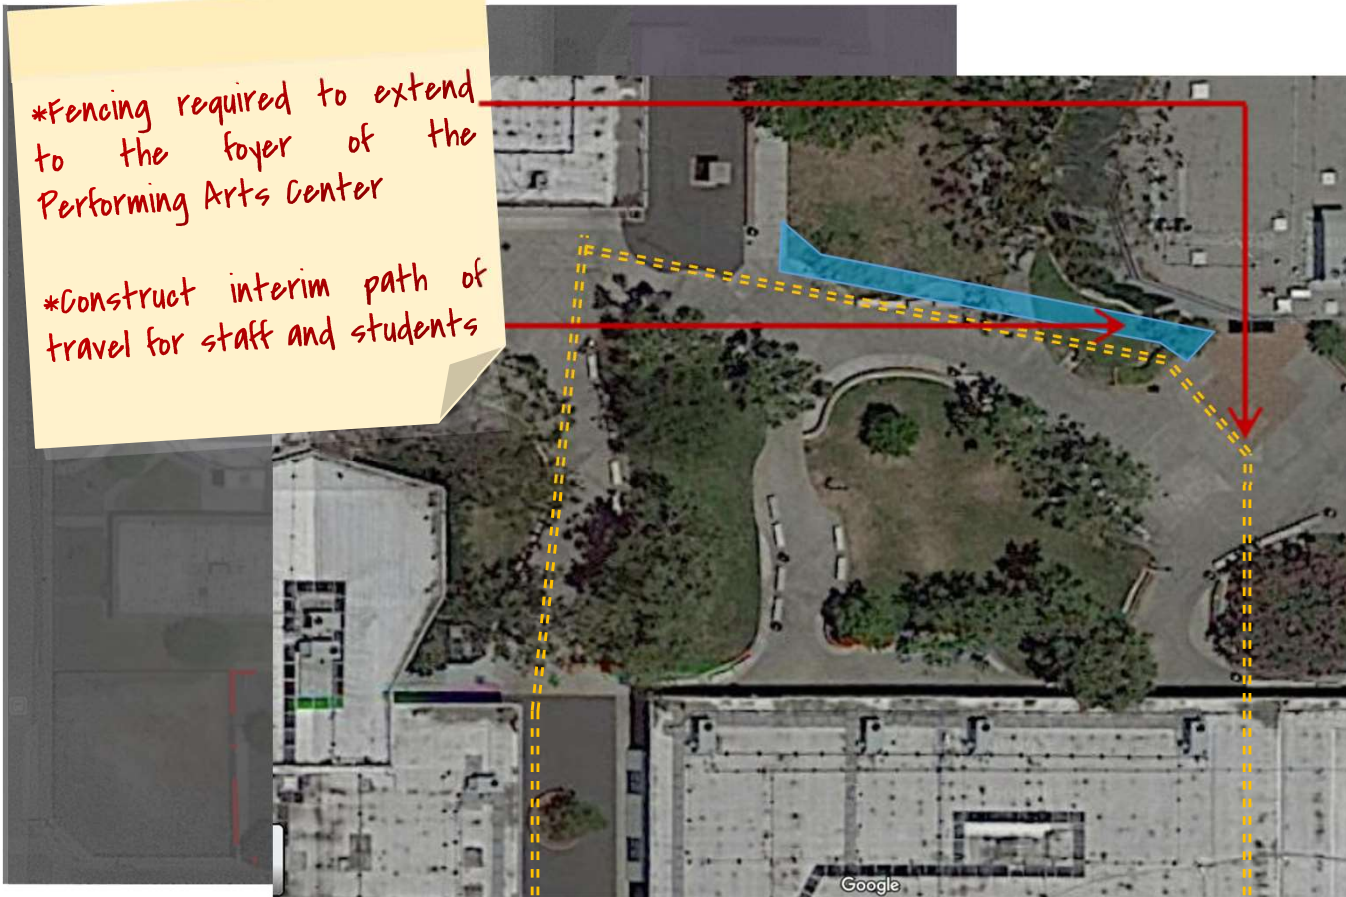 *Fencing required to extend
to the foyer of the
Performing Arts Center
*Construct interim path of
travel for staff and students
Google